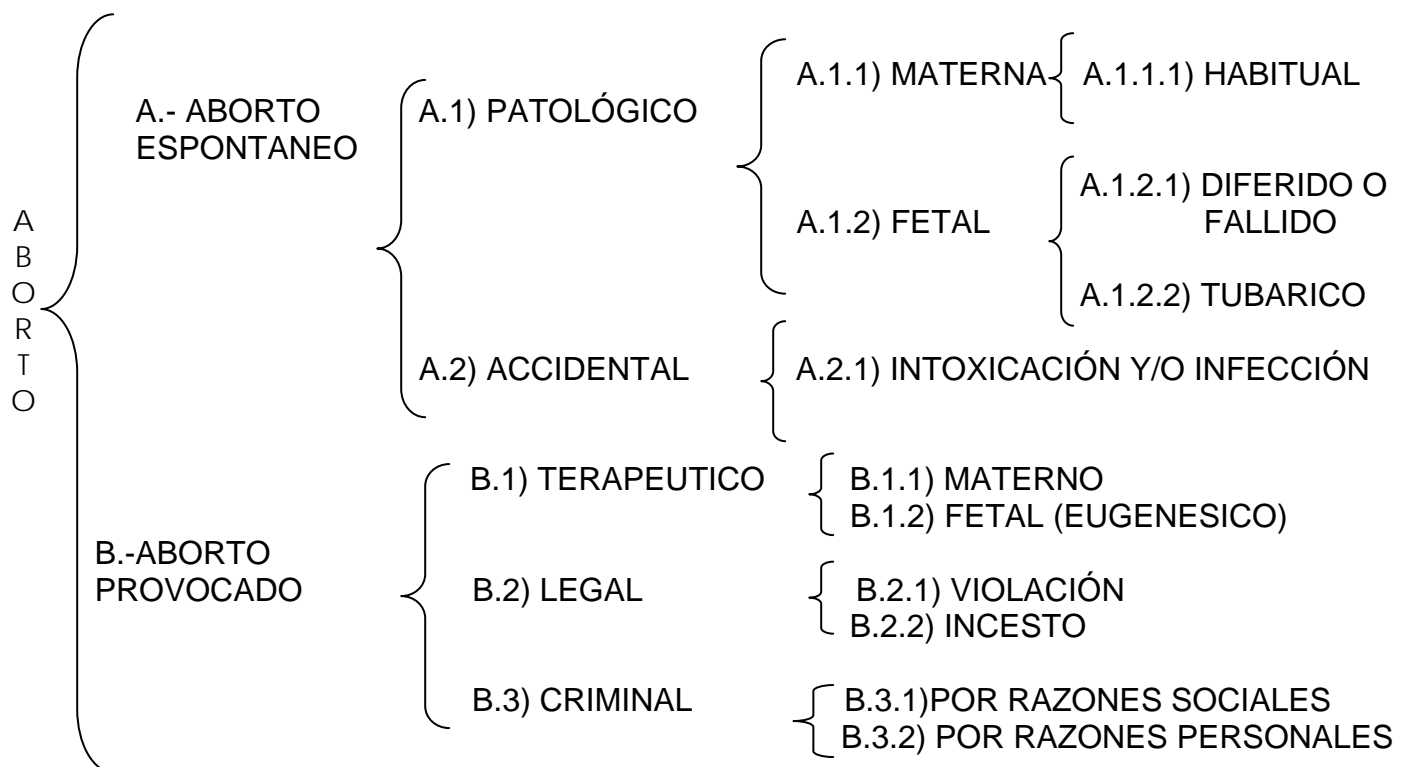 ABORTO
A.- ABORTO
ESPONTANEO
A.1) PATOLÓGICO
A.1.1) MATERNA
A.1.1.1) HABITUAL
A.1.2) FETAL
A.1.2.1) DIFERIDO O
FALLIDO
A.1.2.2) TUBARICO
A.2) ACCIDENTAL
A.2.1) INTOXICACIÓN Y/O INFECCIÓN
B.-ABORTO
PROVOCADO
B.1) TERAPEUTICO
B.1.1) MATERNO
B.1.2) FETAL (EUGENESICO)
B.2) LEGAL
B.2.1) VIOLACIÓN
B.2.2) INCESTO
B.3) CRIMINAL
B.3.1)POR RAZONES SOCIALES
B.3.2) POR RAZONES PERSONALES